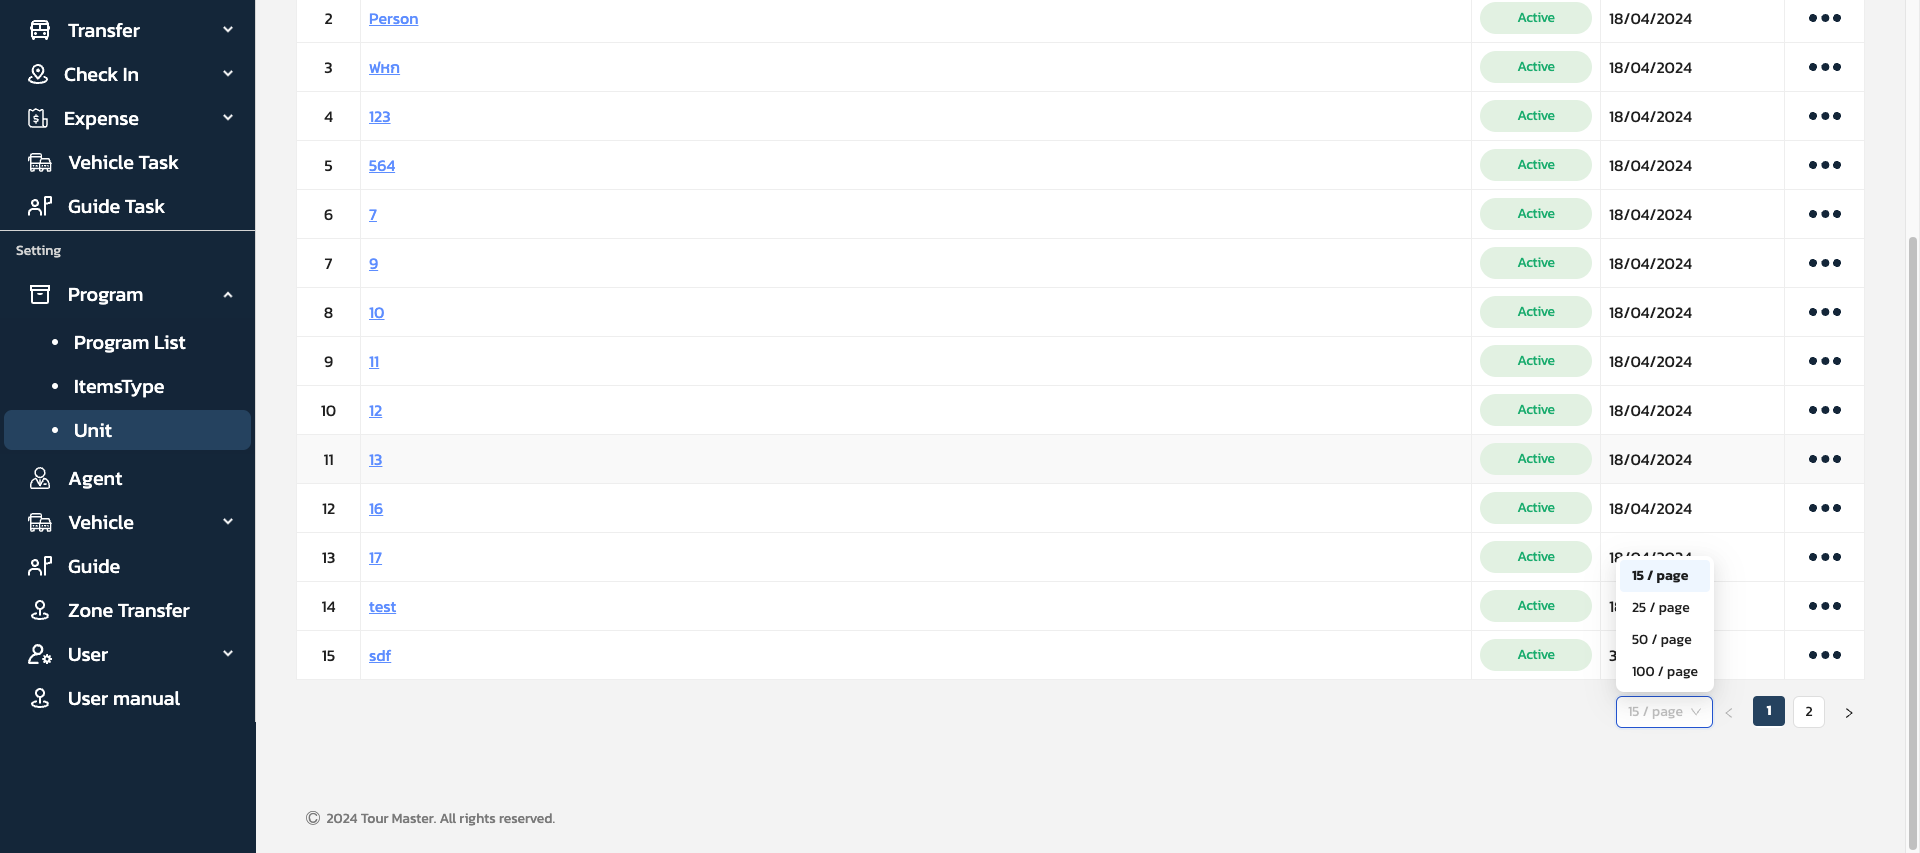 Transfer
Check In
Expense
Vehicle Task
Guide Task
Setting
Program
Program List
ItemsType
Unit
Agent
Vehicle
Guide
Zone Transfer
User
User manual
2 Person Active 18/04/2024
3 ฟหก Active 18/04/2024
4 123 Active 18/04/2024
5 564 Active 18/04/2024
6 7 Active 18/04/2024
7 9 Active 18/04/2024
8 10 Active 18/04/2024
9 11 Active 18/04/2024
10 12 Active 18/04/2024
11 13 Active 18/04/2024
12 16 Active 18/04/2024
13 17 Active 18/04/2024
14 test Active
15 sdf Active
15 / page
25 / page
50 / page
100 / page
15 / page < 1 2 >
© 2024 Tour Master. All rights reserved.